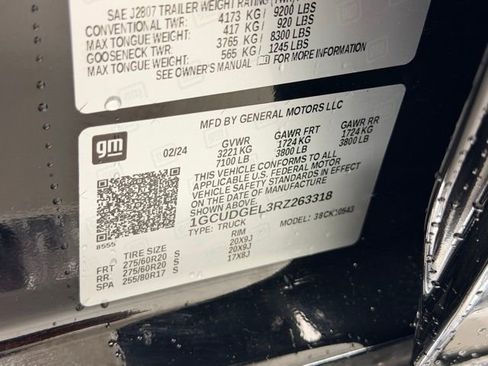 SAE J2807 TRAILER WEIGHT RATING
CONVENTIONAL TWR: 4173 KG/ 9200 LBS
MAX TONGUE WEIGHT: 417 KG/ 920 LBS
GOOSENECK TWR: 3765 KG/ 8300 LBS
MAX TONGUE WEIGHT: 565 KG/ 1245 LBS
SEE OWNER'S MANUAL FOR MORE INFORMATION
gm
MFD BY GENERAL MOTORS LLC
02/24 GVWR GAWR FRT GAWR RR
3221 KG 1724 KG 1724 KG
7100 LB 3800 LB 3800 LB
THIS VEHICLE CONFORMS TO ALL
APPLICABLE U.S. FEDERAL MOTOR
VEHICLE SAFETY STANDARDS IN EFFECT
ON THE DATE OF MANUFACTURE
SHOWN ABOVE.
1GCUDGEL3RZ263318
TYPE: TRUCK MODEL: 38CK10543
8555
TIRE SIZE RIM
FRT 275/60R20 S 20X9J
RR 275/60R20 S 20X9J
SPA 255/80R17 S 17X8J